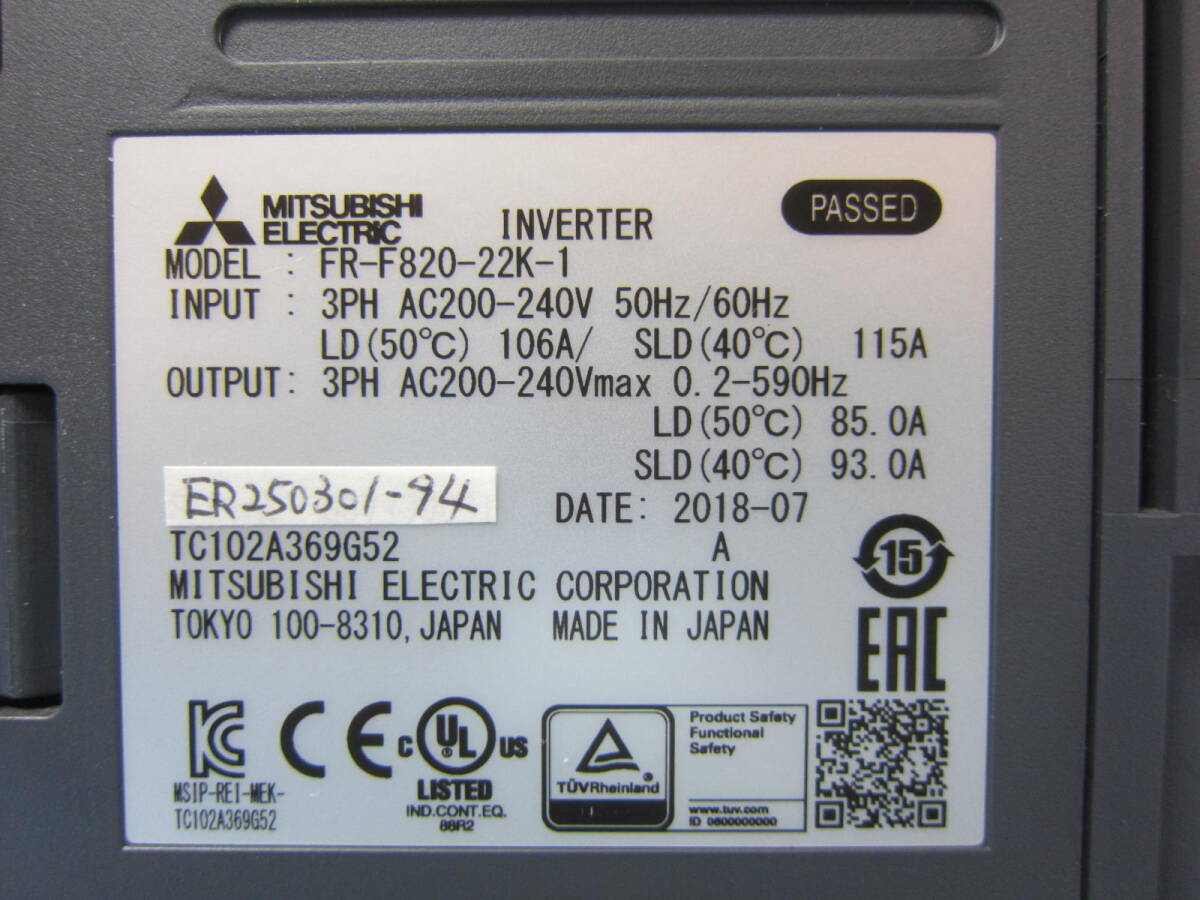 MITSUBISHI ELECTRIC INVERTER PASSED
MODEL : FR-F820-22K-1
INPUT : 3PH AC200-240V 50Hz/60Hz
LD(50℃) 106A/ SLD(40℃) 115A
OUTPUT: 3PH AC200-240Vmax 0.2-590Hz
LD(50℃) 85.0A
SLD(40℃) 93.0A
ER250301-94
DATE: 2018-07
TC102A369G52 A
MITSUBISHI ELECTRIC CORPORATION
TOKYO 100-8310, JAPAN MADE IN JAPAN
15
EAC
KC CE c UL US
LISTED
IND.CONT.EQ.
88R2
MSIP-REI-MEK-
TC102A369G52
TÜVRheinland
Product Safety
Functional
Safety
www.tuv.com
ID 0600000000